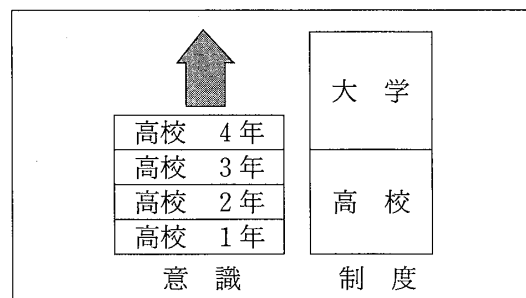 大学
高校 4年
高校 3年
高校 2年
高校 1年
高校
意識
制度